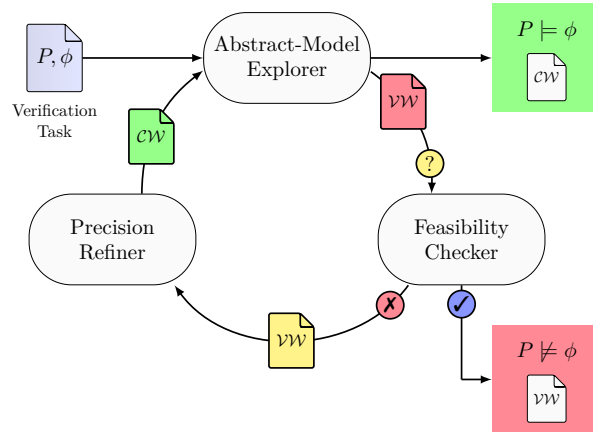 P, ϕ
Verification
Task
Abstract-Model
Explorer
P ⊨ ϕ
𝒞𝒲
𝒱𝒲
𝒞𝒲
?
Precision
Refiner
Feasibility
Checker
✗
✓
𝒱𝒲
P ⊭ ϕ
𝒱𝒲